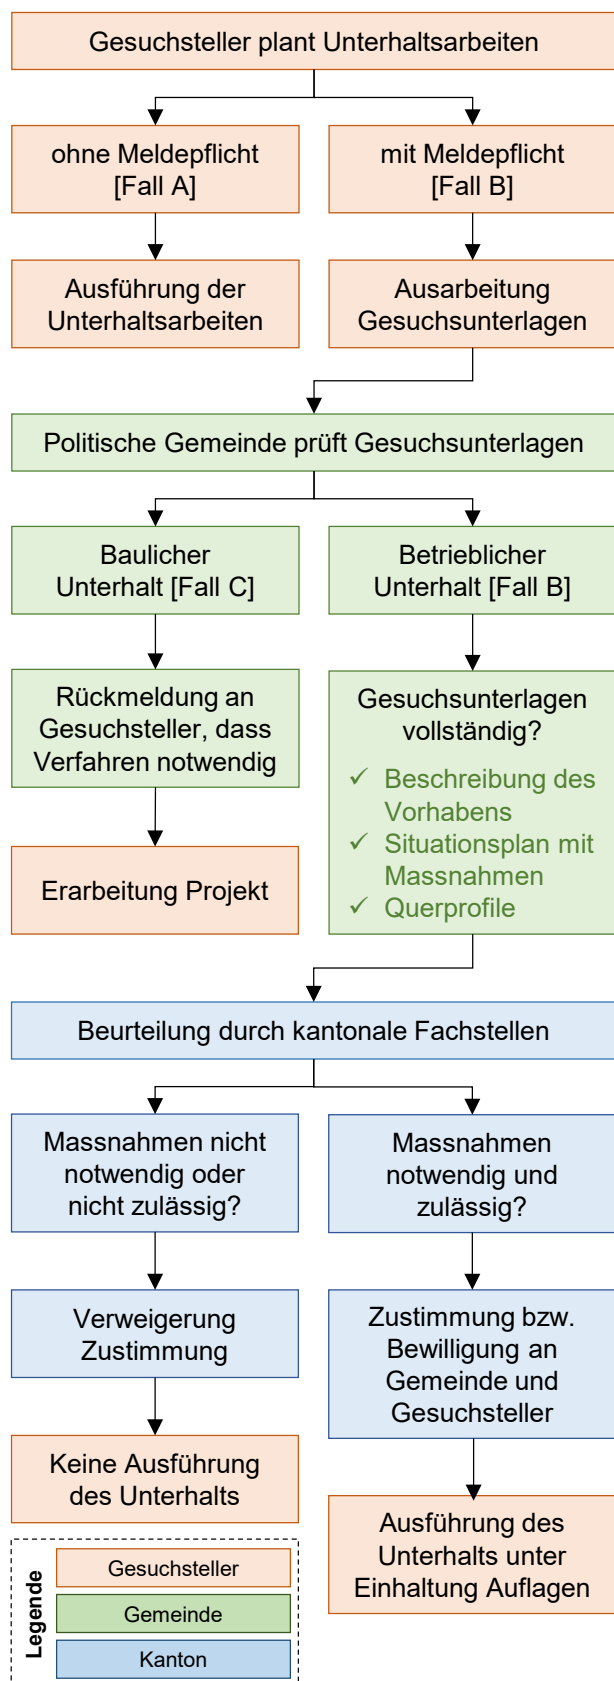 Gesuchsteller plant Unterhaltsarbeiten
ohne Meldepflicht
[Fall A]
mit Meldepflicht
[Fall B]
Ausführung der
Unterhaltsarbeiten
Ausarbeitung
Gesuchsunterlagen
Politische Gemeinde prüft Gesuchsunterlagen
Baulicher
Unterhalt [Fall C]
Betrieblicher
Unterhalt [Fall B]
Rückmeldung an
Gesuchsteller, dass
Verfahren notwendig
Gesuchsunterlagen
vollständig?
✓ Beschreibung des
Vorhabens
✓ Situationsplan mit
Massnahmen
✓ Querprofile
Erarbeitung Projekt
Beurteilung durch kantonale Fachstellen
Massnahmen nicht
notwendig oder
nicht zulässig?
Massnahmen
notwendig und
zulässig?
Verweigerung
Zustimmung
Zustimmung bzw.
Bewilligung an
Gemeinde und
Gesuchsteller
Keine Ausführung
des Unterhalts
Ausführung des
Unterhalts unter
Einhaltung Auflagen
Legende
Gesuchsteller
Gemeinde
Kanton